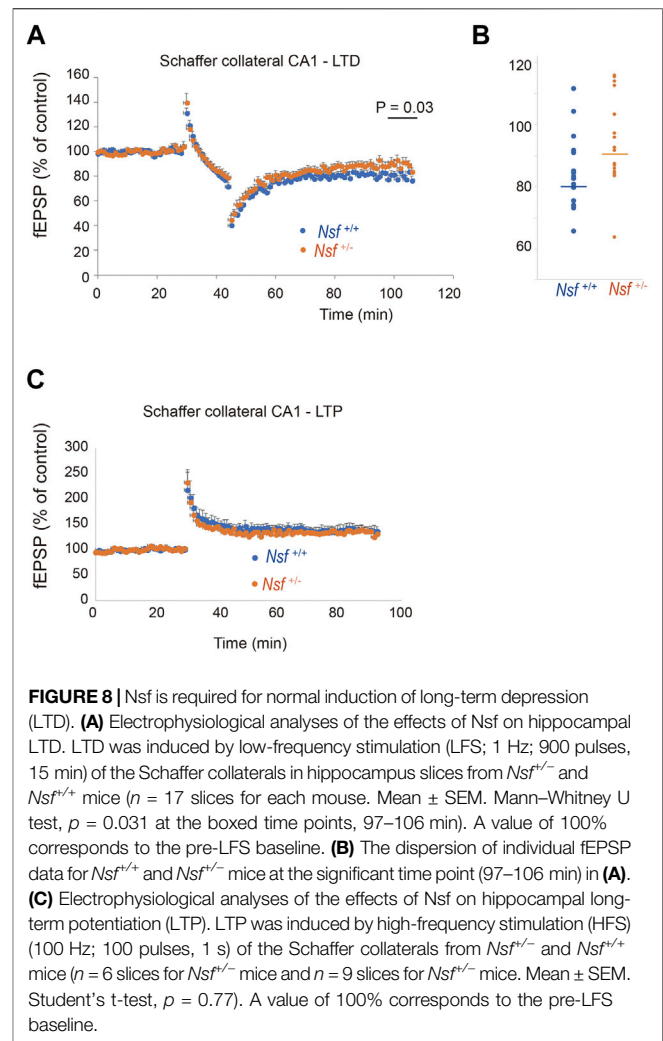 A
Schaffer collateral CA1 - LTD
160
140
120
100
80
60
40
20
0
fEPSP (% of control)
P = 0.03
Nsf +/+
Nsf +/-
0 20 40 60 80 100 120
Time (min)
B
120
100
80
60
Nsf +/+ Nsf +/-
C
Schaffer collateral CA1 - LTP
300
250
200
150
100
50
0
fEPSP (% of control)
Nsf +/+
Nsf +/-
0 20 40 60 80 100
Time (min)
FIGURE 8 | Nsf is required for normal induction of long-term depression
(LTD). (A) Electrophysiological analyses of the effects of Nsf on hippocampal
LTD. LTD was induced by low-frequency stimulation (LFS; 1 Hz; 900 pulses,
15 min) of the Schaffer collaterals in hippocampus slices from Nsf+/− and
Nsf+/+ mice (n = 17 slices for each mouse. Mean ± SEM. Mann–Whitney U
test, p = 0.031 at the boxed time points, 97–106 min). A value of 100%
corresponds to the pre-LFS baseline. (B) The dispersion of individual fEPSP
data for Nsf+/+ and Nsf+/− mice at the significant time point (97–106 min) in (A).
(C) Electrophysiological analyses of the effects of Nsf on hippocampal long-
term potentiation (LTP). LTP was induced by high-frequency stimulation (HFS)
(100 Hz; 100 pulses, 1 s) of the Schaffer collaterals from Nsf+/− and Nsf+/+
mice (n = 6 slices for Nsf+/− mice and n = 9 slices for Nsf+/− mice. Mean ± SEM.
Student's t-test, p = 0.77). A value of 100% corresponds to the pre-LFS
baseline.